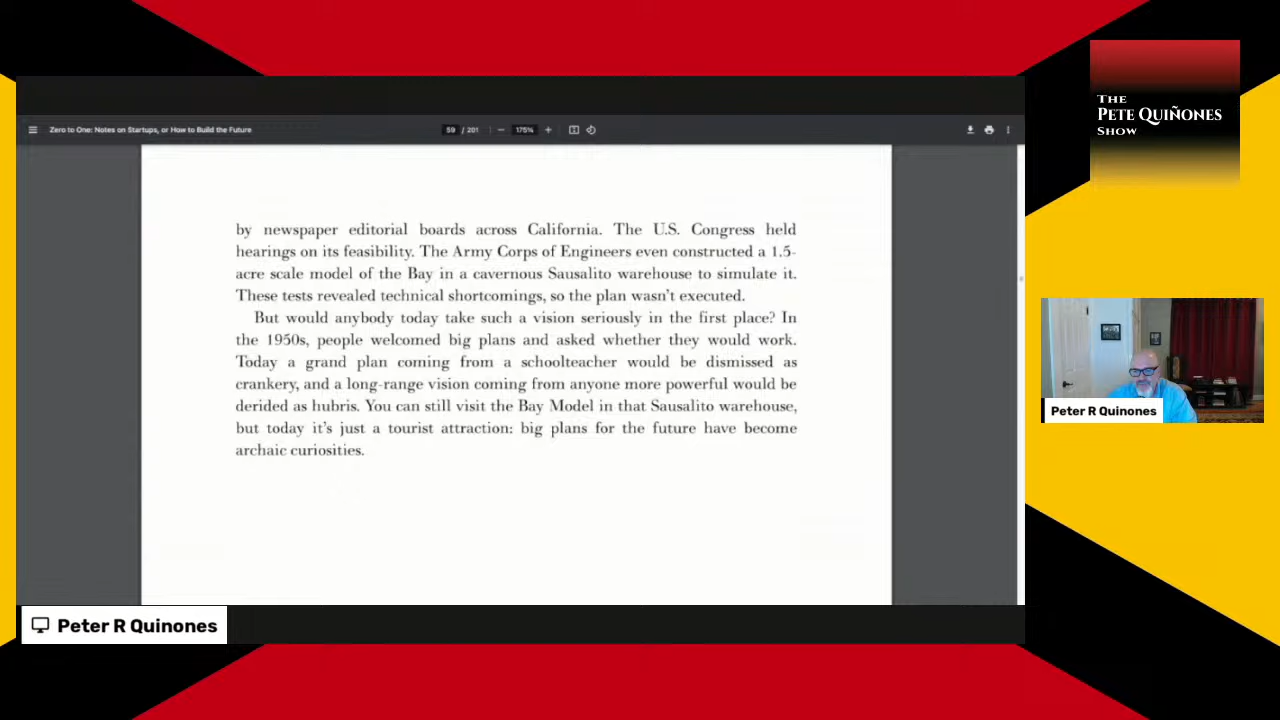 THE
PETE QUIÑONES
SHOW
Zero to One: Notes on Startups, or How to Build the Future
59 / 201
175%
by newspaper editorial boards across California. The U.S. Congress held
hearings on its feasibility. The Army Corps of Engineers even constructed a 1.5-
acre scale model of the Bay in a cavernous Sausalito warehouse to simulate it.
These tests revealed technical shortcomings, so the plan wasn't executed.
But would anybody today take such a vision seriously in the first place? In
the 1950s, people welcomed big plans and asked whether they would work.
Today a grand plan coming from a schoolteacher would be dismissed as
crankery, and a long-range vision coming from anyone more powerful would be
derided as hubris. You can still visit the Bay Model in that Sausalito warehouse,
but today it's just a tourist attraction: big plans for the future have become
archaic curiosities.
Peter R Quinones
Peter R Quinones